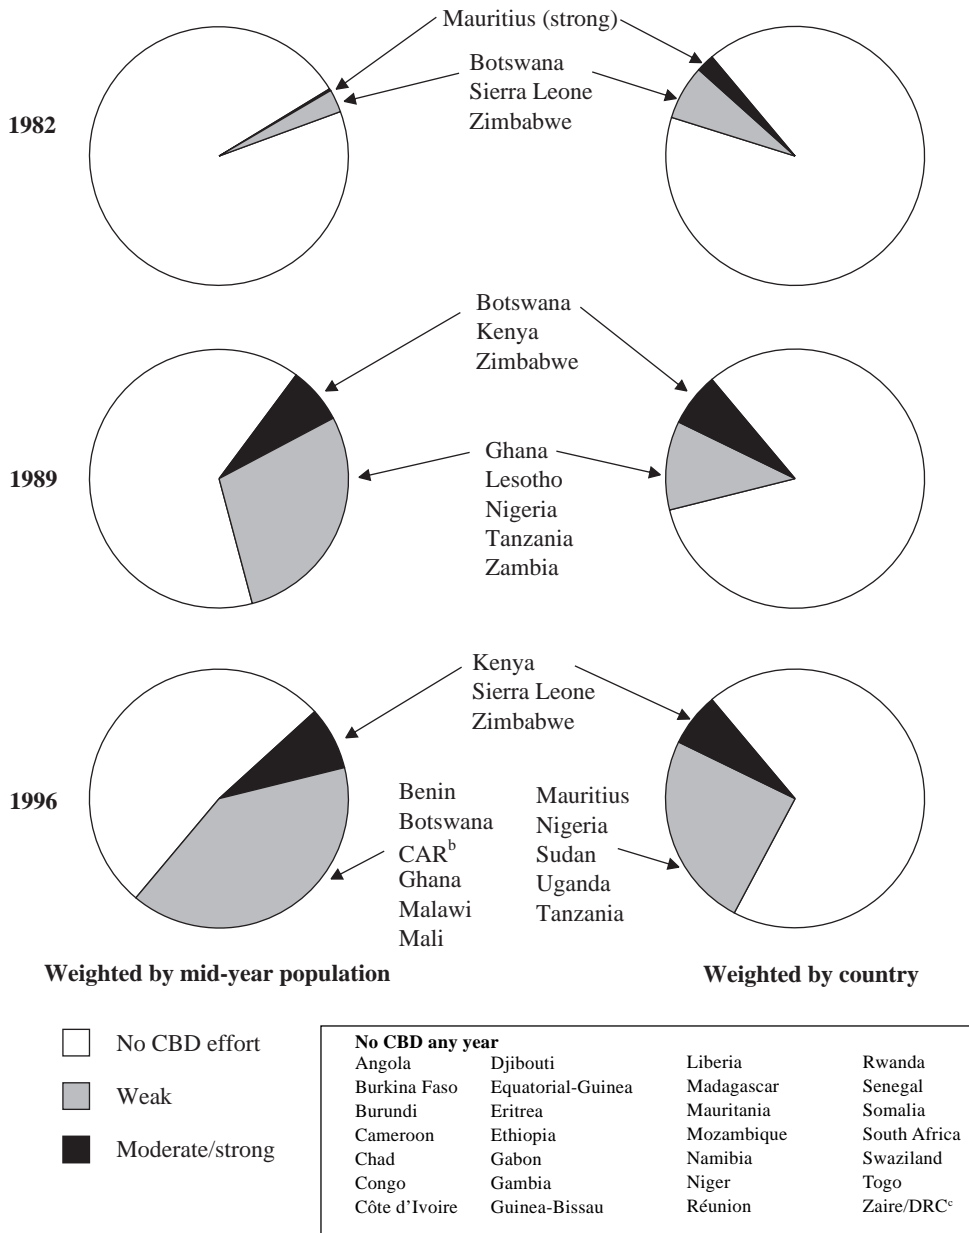 Mauritius (strong)
Botswana
Sierra Leone
Zimbabwe
1982
Botswana
Kenya
Zimbabwe
1989
Ghana
Lesotho
Nigeria
Tanzania
Zambia
Kenya
Sierra Leone
Zimbabwe
1996
Benin
Botswana
CARᵇ
Ghana
Malawi
Mali
Mauritius
Nigeria
Sudan
Uganda
Tanzania
Weighted by mid-year population
Weighted by country
No CBD effort
Weak
Moderate/strong
No CBD any year
Angola Djibouti Liberia Rwanda
Burkina Faso Equatorial-Guinea Madagascar Senegal
Burundi Eritrea Mauritania Somalia
Cameroon Ethiopia Mozambique South Africa
Chad Gabon Namibia Swaziland
Congo Gambia Niger Togo
Côte d'Ivoire Guinea-Bissau Réunion Zaire/DRCᶜ